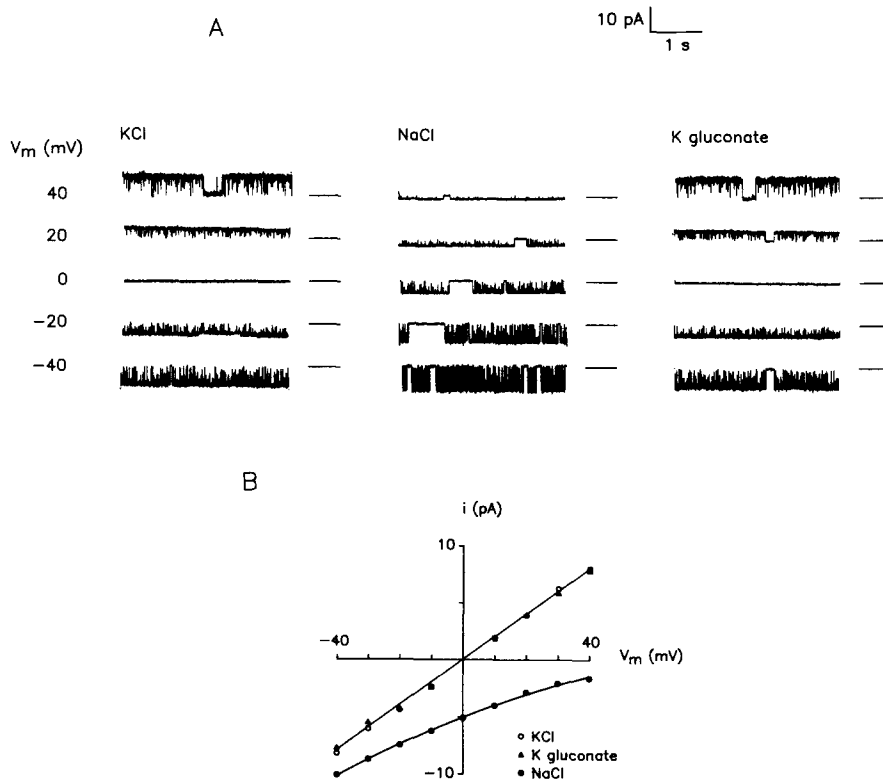 A
10 pA
1 s
KCl
NaCl
K gluconate
Vm (mV)
40
20
0
−20
−40
B
i (pA)
10
−40
40
Vm (mV)
−10
KCl
K gluconate
NaCl